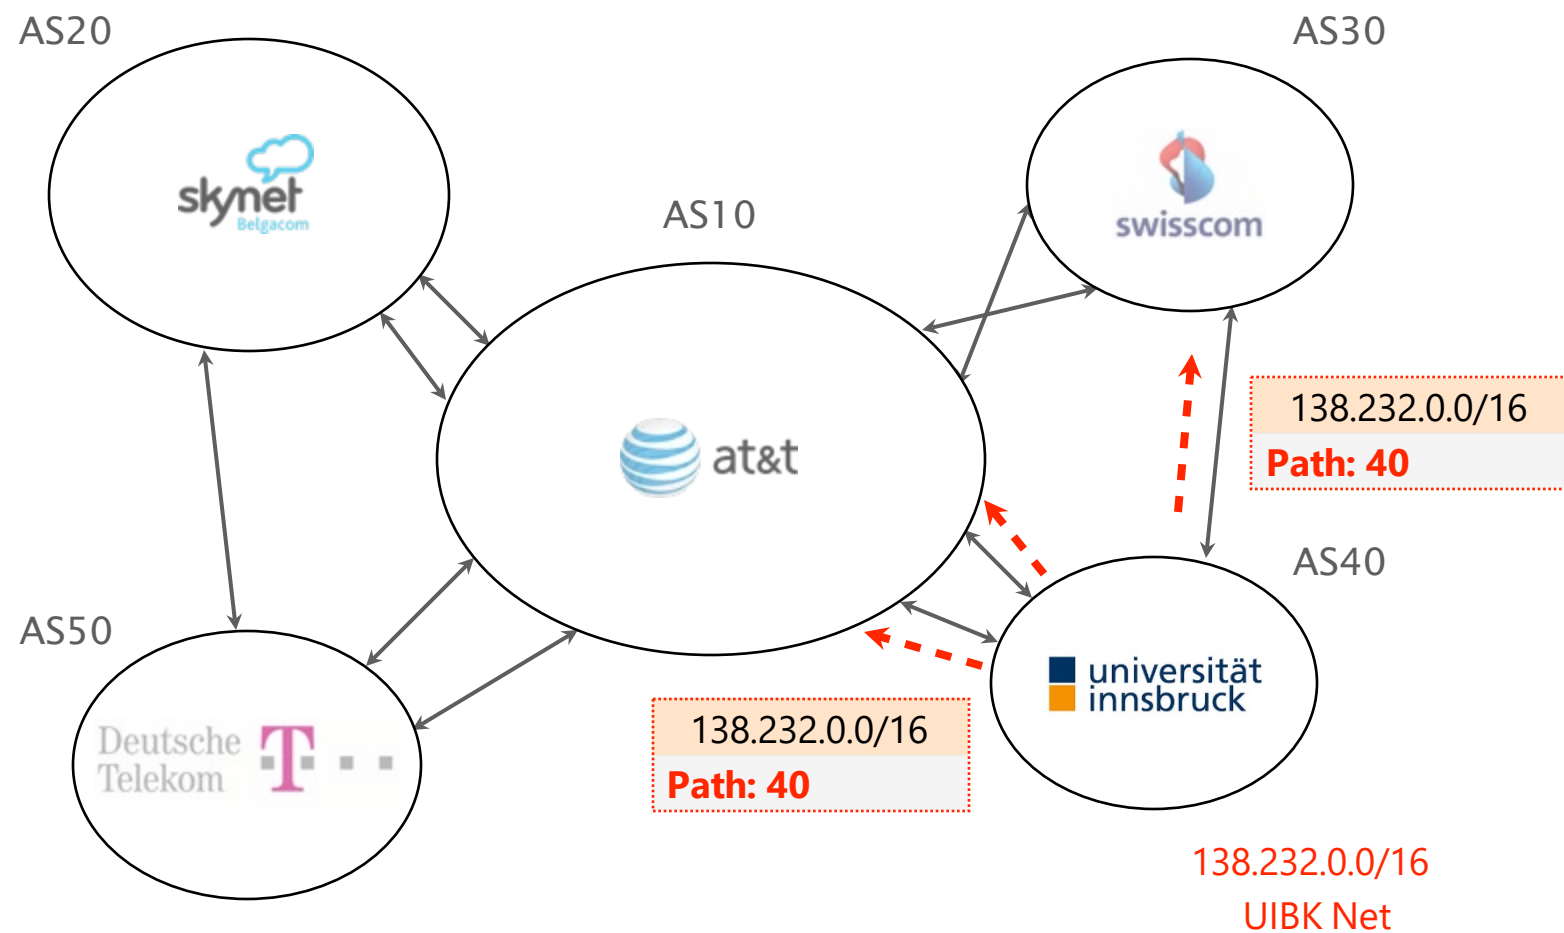 AS20
AS30
skynet
Belgacom
swisscom
AS10
at&t
138.232.0.0/16
Path: 40
AS40
AS50
universität
innsbruck
Deutsche
Telekom
T
138.232.0.0/16
Path: 40
138.232.0.0/16
UIBK Net